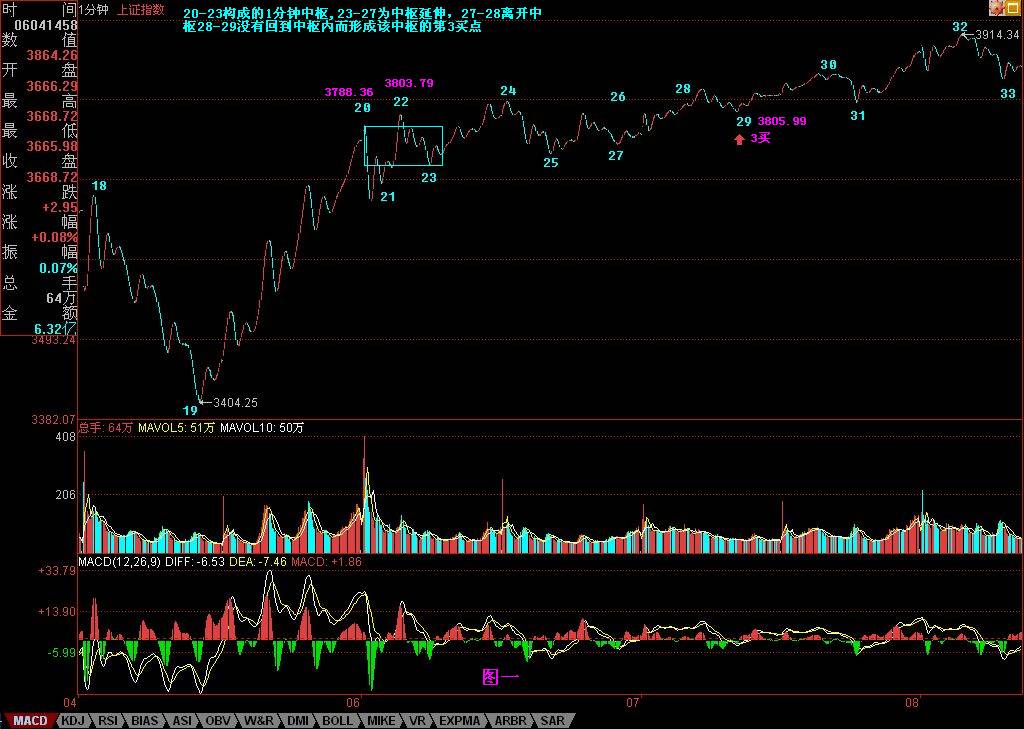 时 间
1分钟 上证指数
06041458
数 值
3864.26
开 盘
3666.29
最 高
3668.72
最 低
3665.98
收 盘
3668.72
涨 跌
+2.95
涨 幅
+0.08%
振 幅
0.07%
总 手
64万
金 额
6.32亿
3493.24
3382.07
20-23构成的1分钟中枢,23-27为中枢延伸，27-28离开中
枢28-29没有回到中枢内而形成该中枢的第3买点
18
19
3404.25
3788.36
20
3803.79
22
21
23
24
25
26
27
28
29 3805.99
3买
30
31
32
3914.34
33
总手: 64万 MAVOL5: 51万 MAVOL10: 50万
408
206
MACD(12,26,9) DIFF: -6.53 DEA: -7.46 MACD: +1.86
+33.79
+13.90
-5.99
图一
04 06 07 08
MACD KDJ RSI BIAS ASI OBV W&R DMI BOLL MIKE VR EXPMA ARBR SAR